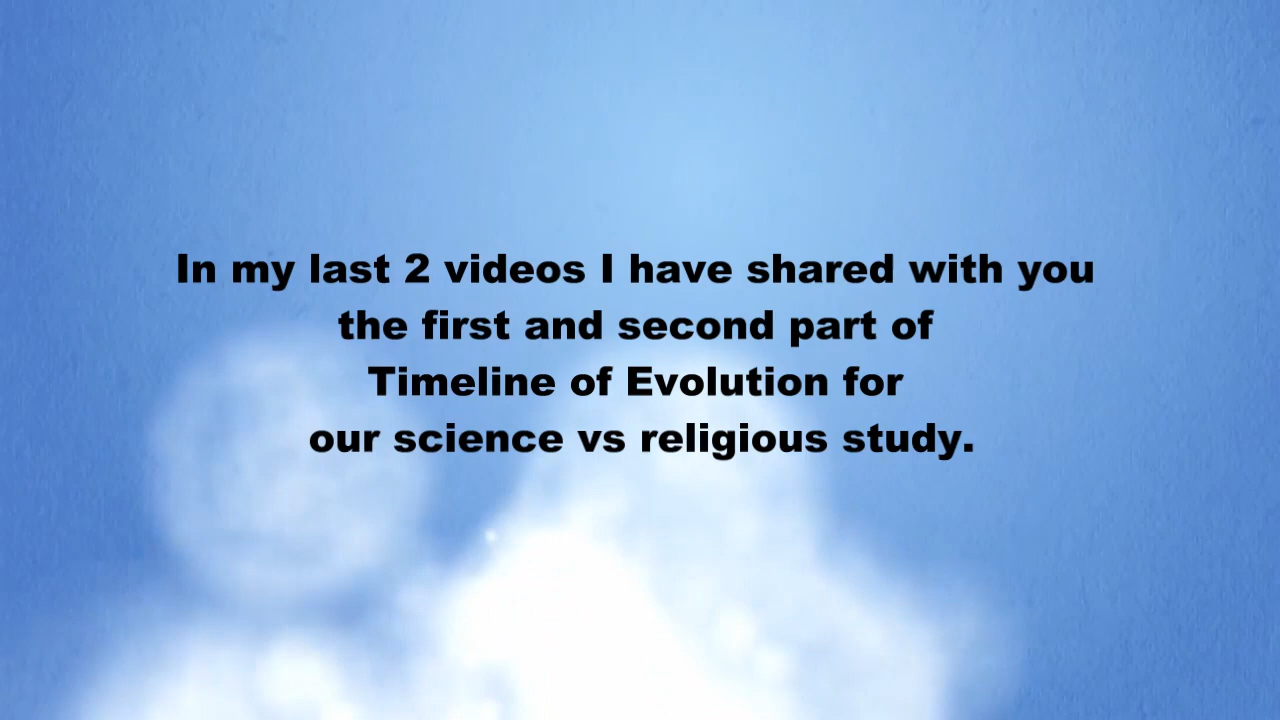 In my last 2 videos I have shared with you
the first and second part of
Timeline of Evolution for
our science vs religious study.